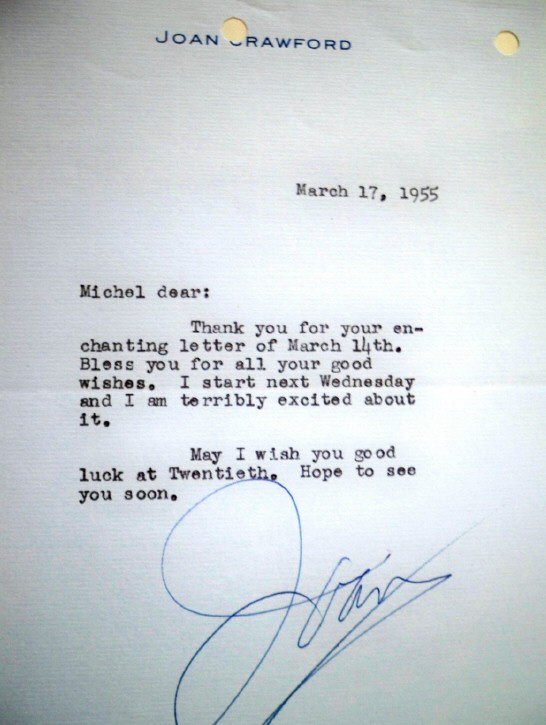 JOAN CRAWFORD
March 17, 1955
Michel dear:
Thank you for your en-
chanting letter of March 14th.
Bless you for all your good
wishes. I start next Wednesday
and I am terribly excited about
it.
May I wish you good
luck at Twentieth. Hope to see
you soon.
Joan